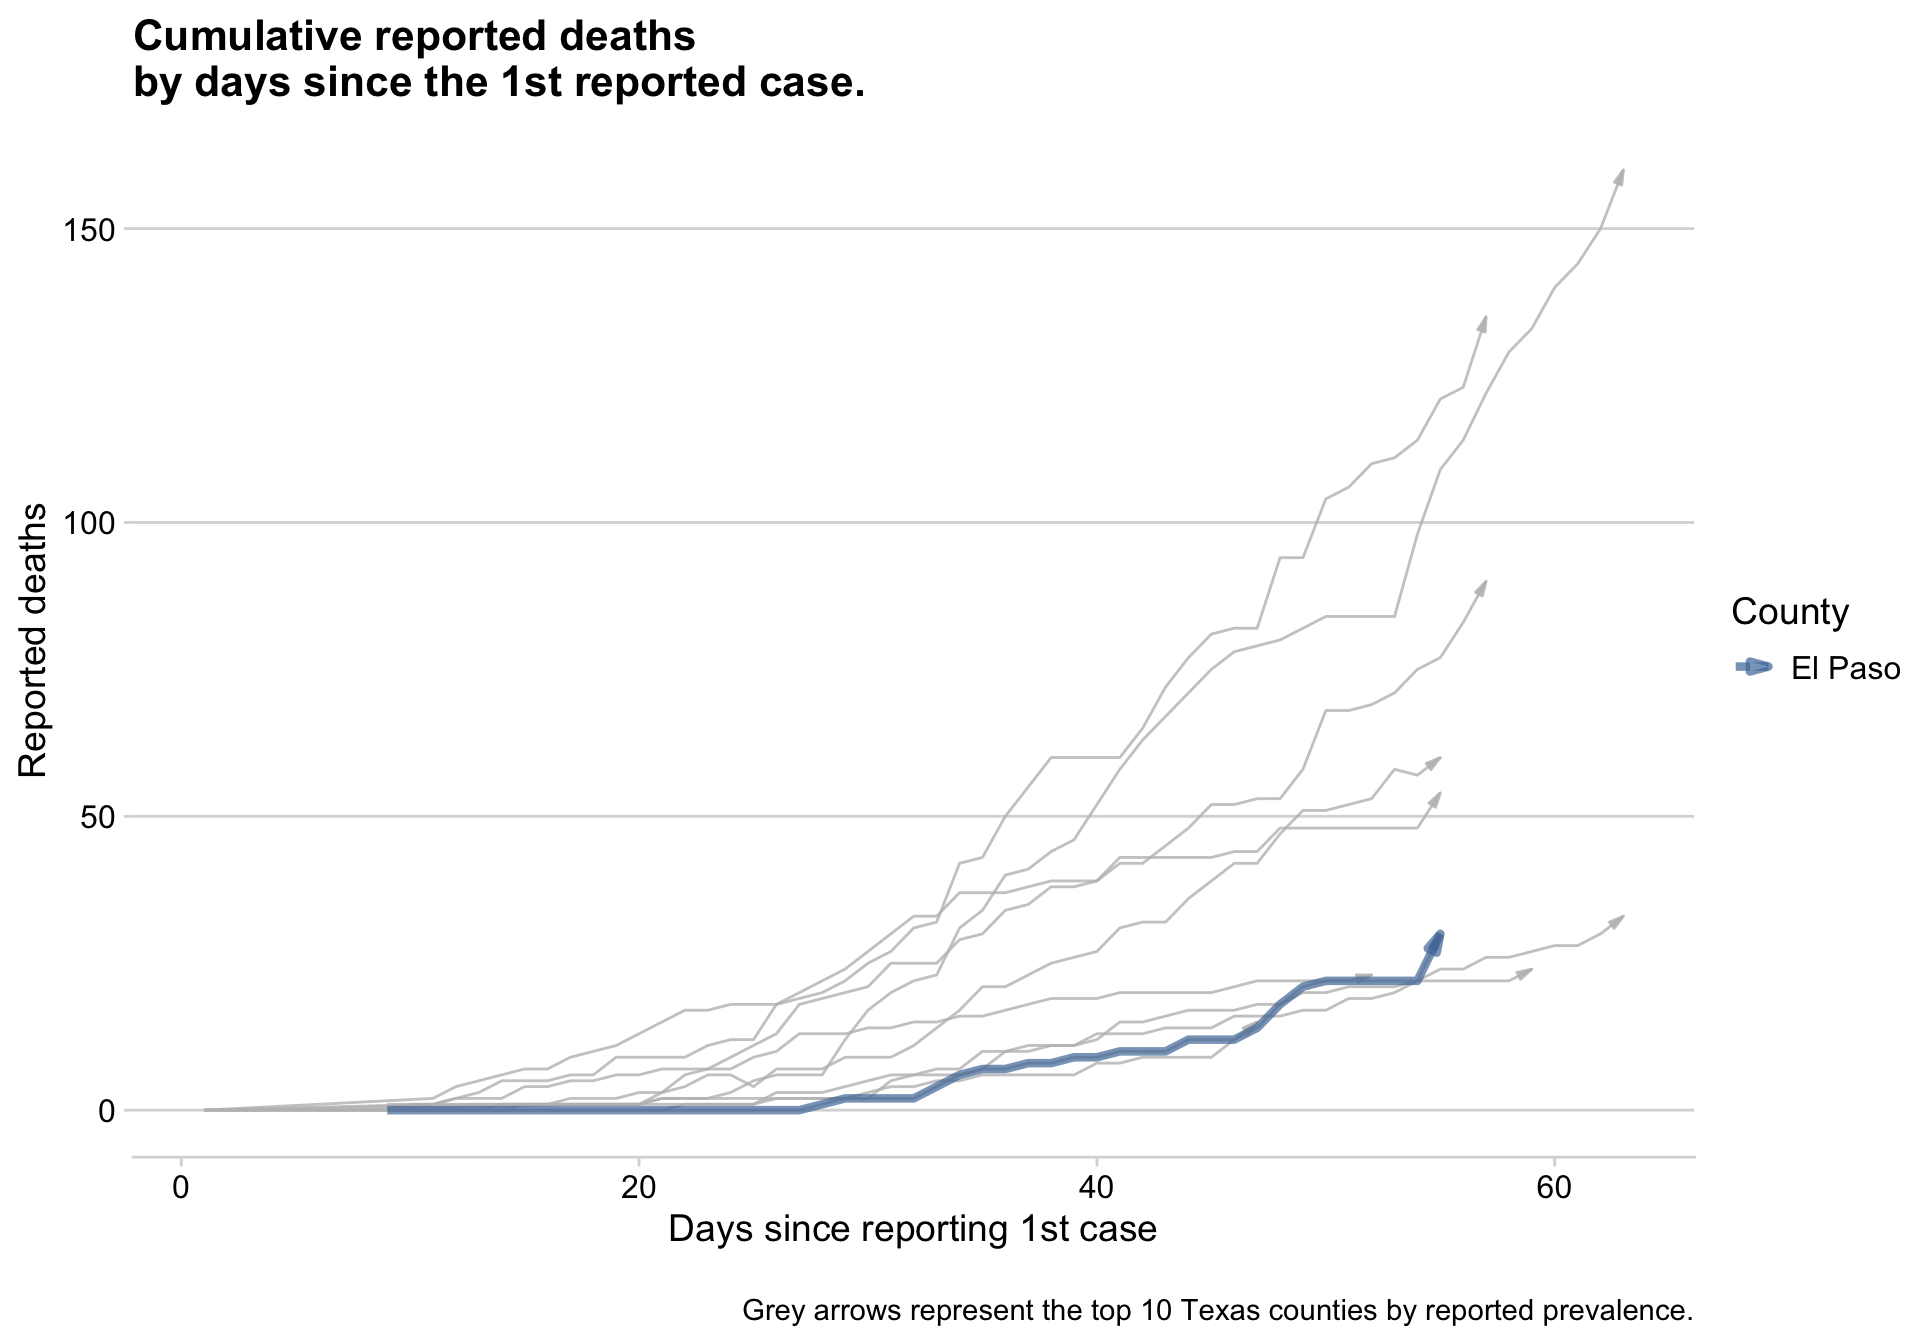 Cumulative reported deaths
by days since the 1st reported case.
150
100
50
0
Reported deaths
0 20 40 60
Days since reporting 1st case
County
El Paso
Grey arrows represent the top 10 Texas counties by reported prevalence.